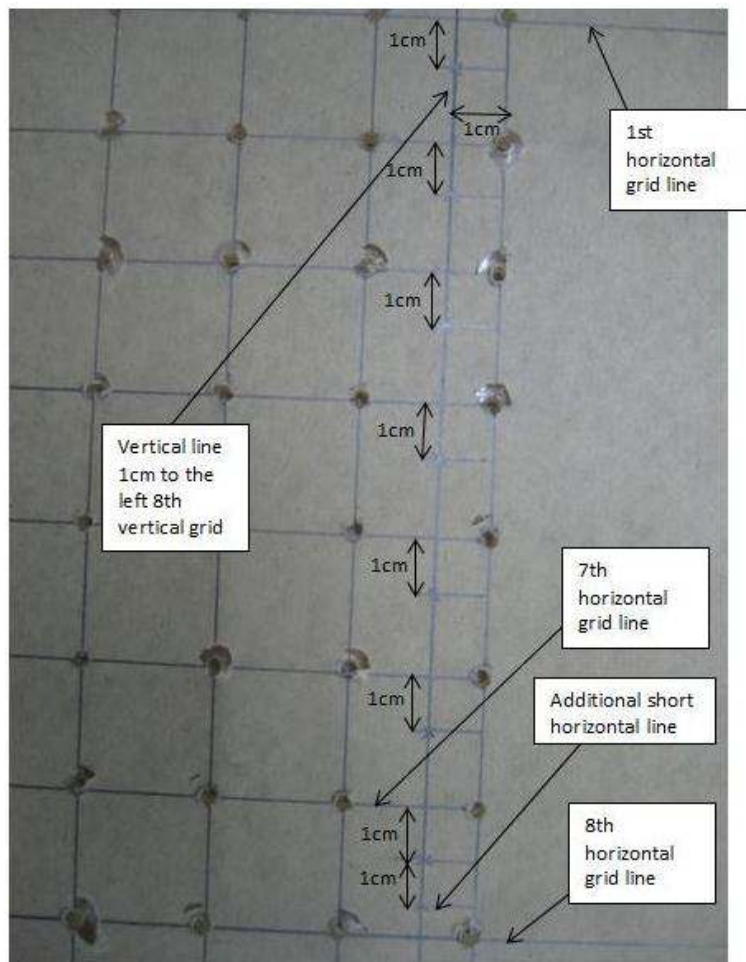 1cm
1cm
1st
horizontal
grid line
1cm
1cm
1cm
Vertical line
1cm to the
left 8th
vertical grid
1cm
7th
horizontal
grid line
1cm
Additional short
horizontal line
1cm
8th
horizontal
grid line
1cm